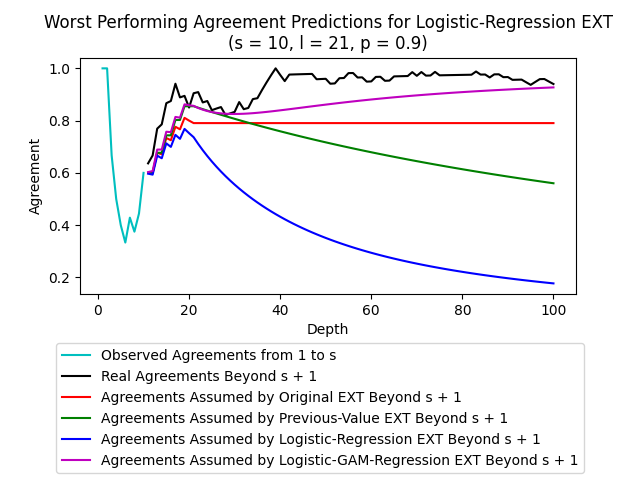 Worst Performing Agreement Predictions for Logistic-Regression EXT
(s = 10, l = 21, p = 0.9)
1.0
0.8
0.6
0.4
0.2
Agreement
0 20 40 60 80 100
Depth
Observed Agreements from 1 to s
Real Agreements Beyond s + 1
Agreements Assumed by Original EXT Beyond s + 1
Agreements Assumed by Previous-Value EXT Beyond s + 1
Agreements Assumed by Logistic-Regression EXT Beyond s + 1
Agreements Assumed by Logistic-GAM-Regression EXT Beyond s + 1